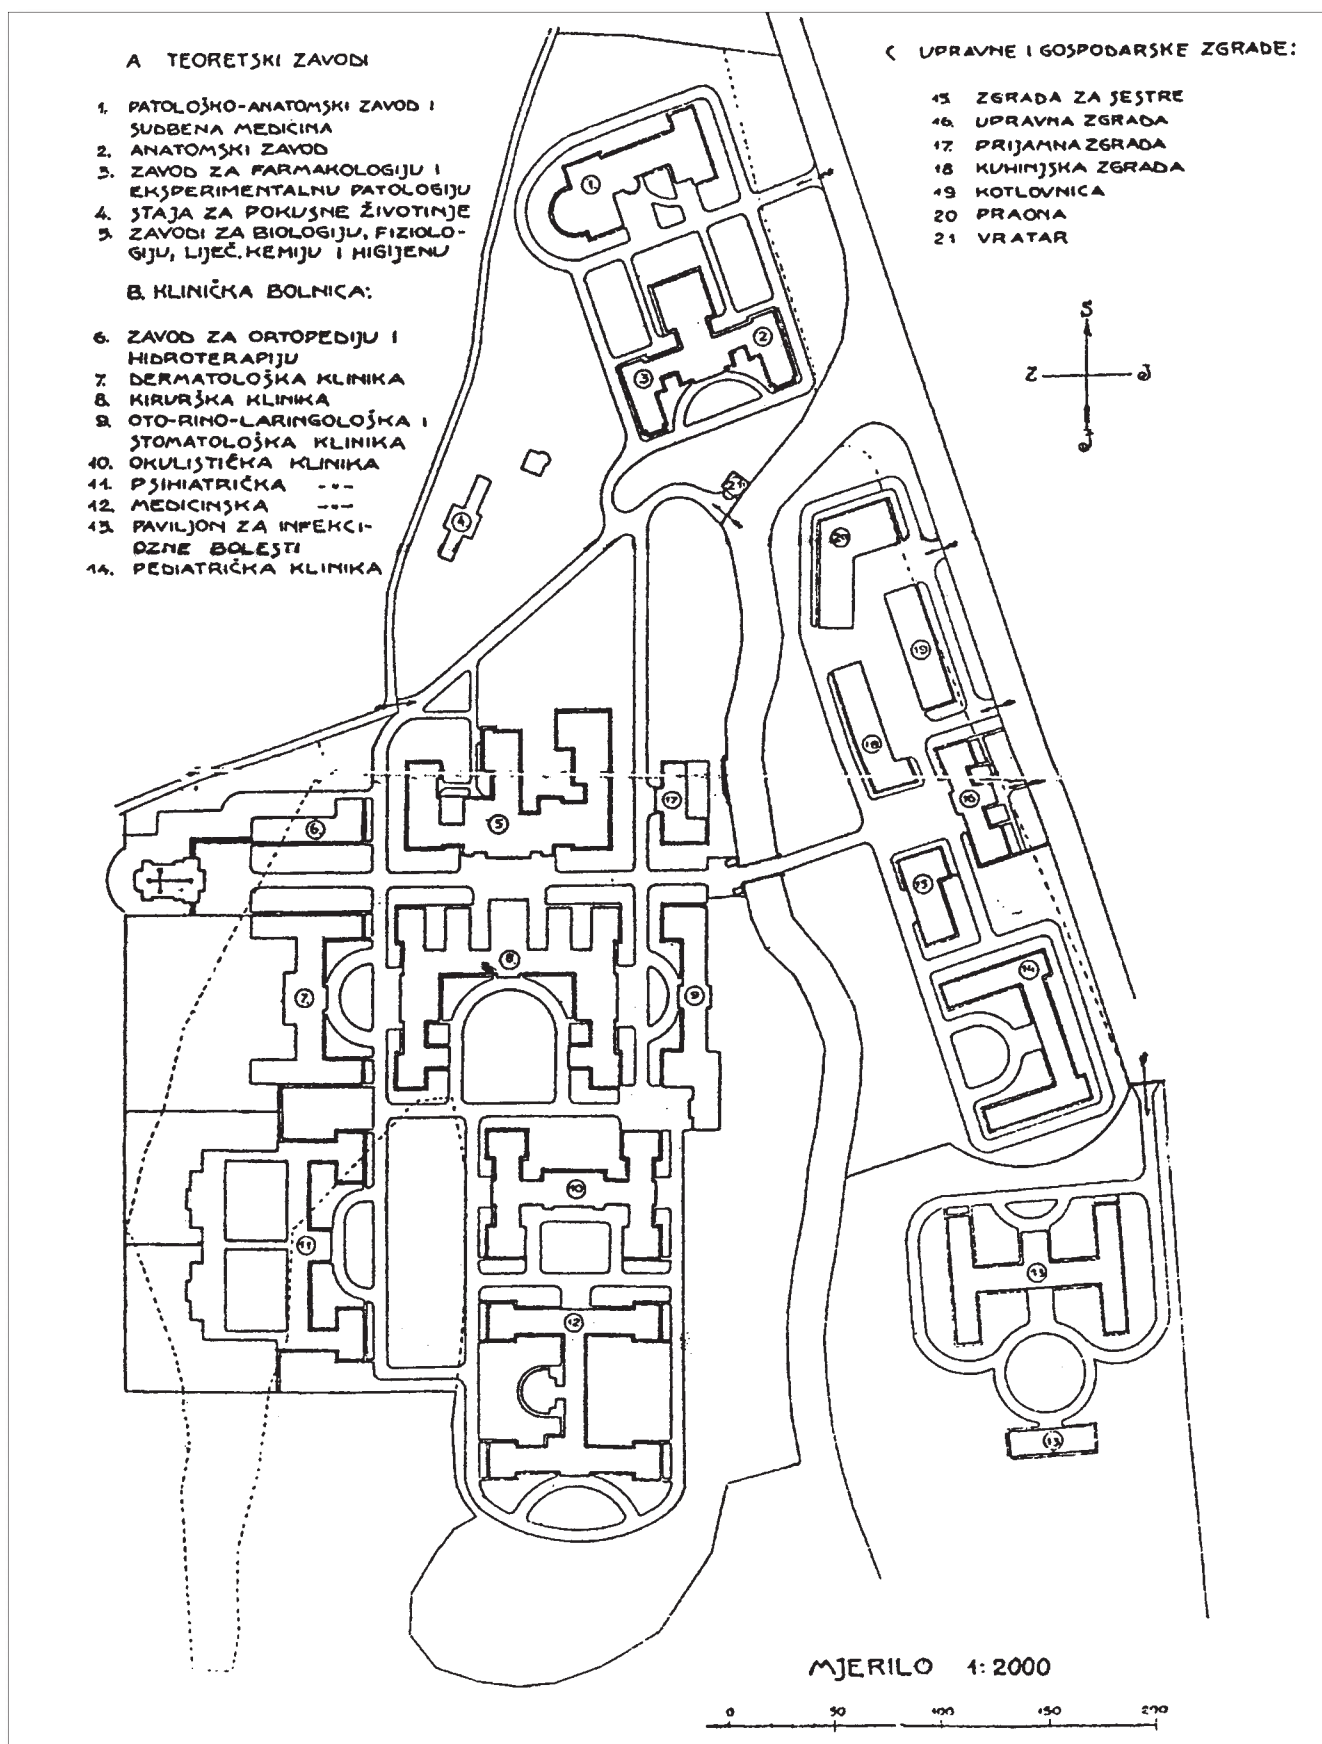 A TEORETSKI ZAVODI
1. PATOLOŠKO-ANATOMSKI ZAVOD I
SUDBENA MEDICINA
2. ANATOMSKI ZAVOD
3. ZAVOD ZA FARMAKOLOGIJU I
EKSPERIMENTALNU PATOLOGIJU
4. STAJA ZA POKUSNE ŽIVOTINJE
5. ZAVODI ZA BIOLOGIJU, FIZIOLO-
GIJU, LIJEČ. KEMIJU I HIGIJENU
B. KLINIČKA BOLNICA:
6. ZAVOD ZA ORTOPEDIJU I
HIDROTERAPIJU
7. DERMATOLOŠKA KLINIKA
8. KIRURŠKA KLINIKA
9. OTO-RINO-LARINGOLOŠKA I
STOMATOLOŠKA KLINIKA
10. OKULISTIČKA KLINIKA
11. PSIHIATRIČKA -"-
12. MEDICINSKA -"-
13. PAVILJON ZA INFEKCI-
OZNE BOLESTI
14. PEDIATRIČKA KLINIKA
C UPRAVNE I GOSPODARSKE ZGRADE:
15. ZGRADA ZA SESTRE
16. UPRAVNA ZGRADA
17. PRIJAMNA ZGRADA
18 KUHINJSKA ZGRADA
19 KOTLOVNICA
20 PRAONA
21 VRATAR
S
Z J
J
1.
2
3
21.
4
20
19
18
17
16
5
6.
15
8
7.
9
14
10
11
13
12
13.
MJERILO 1:2000
0 50 100 150 200